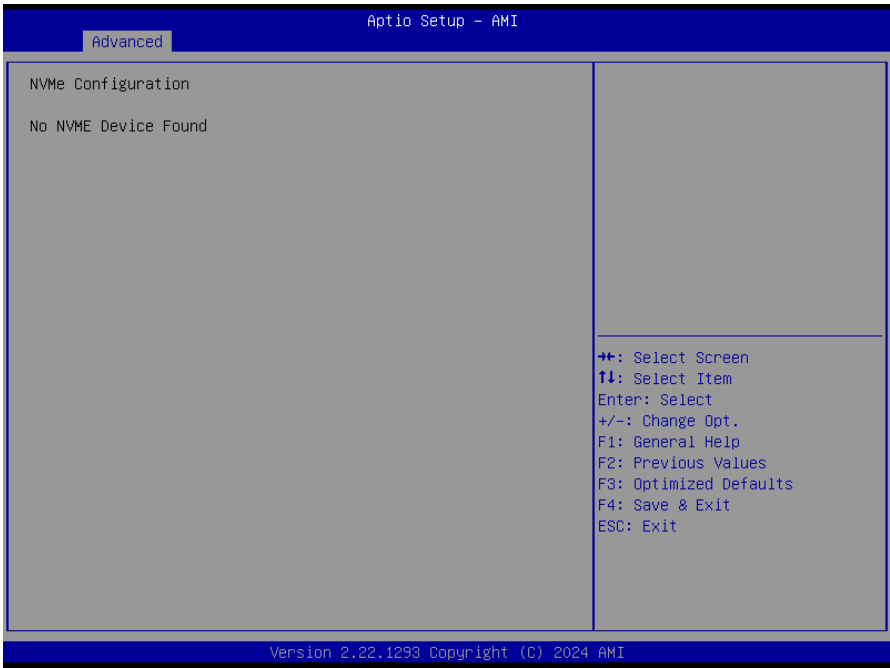 Aptio Setup - AMI
Advanced
NVMe Configuration
No NVME Device Found
→←: Select Screen
↑↓: Select Item
Enter: Select
+/-: Change Opt.
F1: General Help
F2: Previous Values
F3: Optimized Defaults
F4: Save & Exit
ESC: Exit
Version 2.22.1293 Copyright (C) 2024 AMI